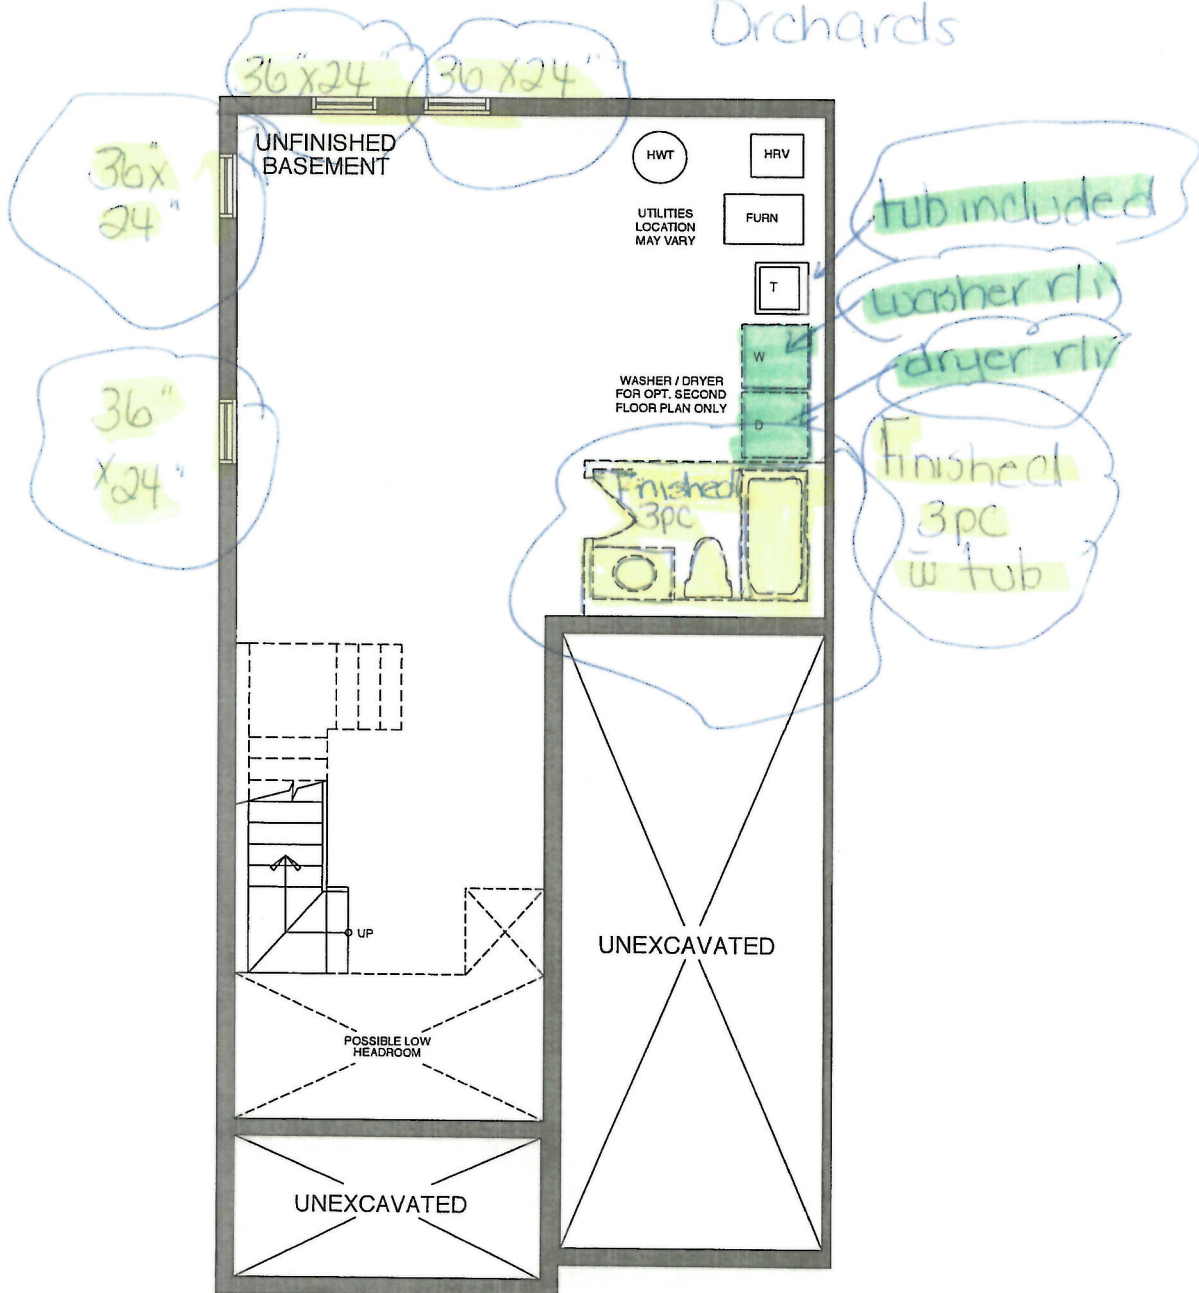 Orchards
36"x24" 36 x24"
UNFINISHED
BASEMENT
HWT
HRV
36x"
24"
UTILITIES
LOCATION
MAY VARY
FURN
tub included
T
washer r/i
W
dryer r/i
WASHER / DRYER
FOR OPT. SECOND
FLOOR PLAN ONLY
D
36"
x24"
Finished
3pc
Finished
3pc
w̄ tub
UP
UNEXCAVATED
POSSIBLE LOW
HEADROOM
UNEXCAVATED